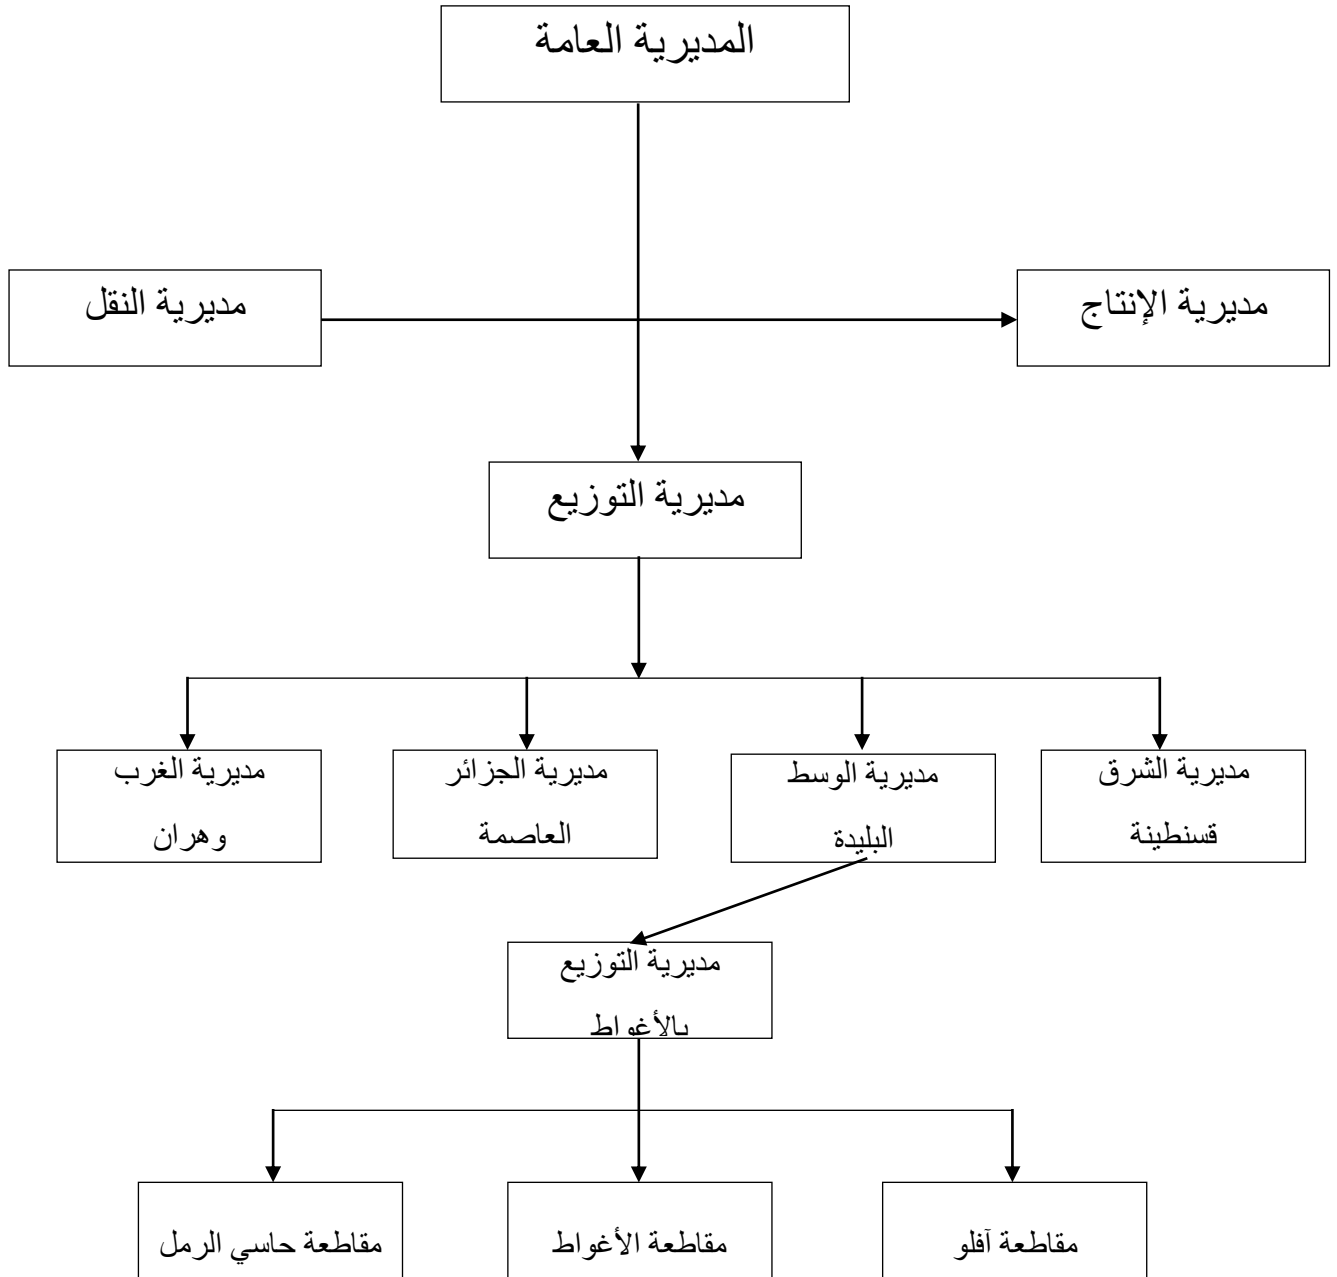 المديرية العامة
مديرية الإنتاج
مديرية النقل
مديرية التوزيع
مديرية الشرق
قسنطينة
مديرية الوسط
البليدة
مديرية الجزائر
العاصمة
مديرية الغرب
وهران
مديرية التوزيع
بالأغواط
مقاطعة آفلو
مقاطعة الأغواط
مقاطعة حاسي الرمل